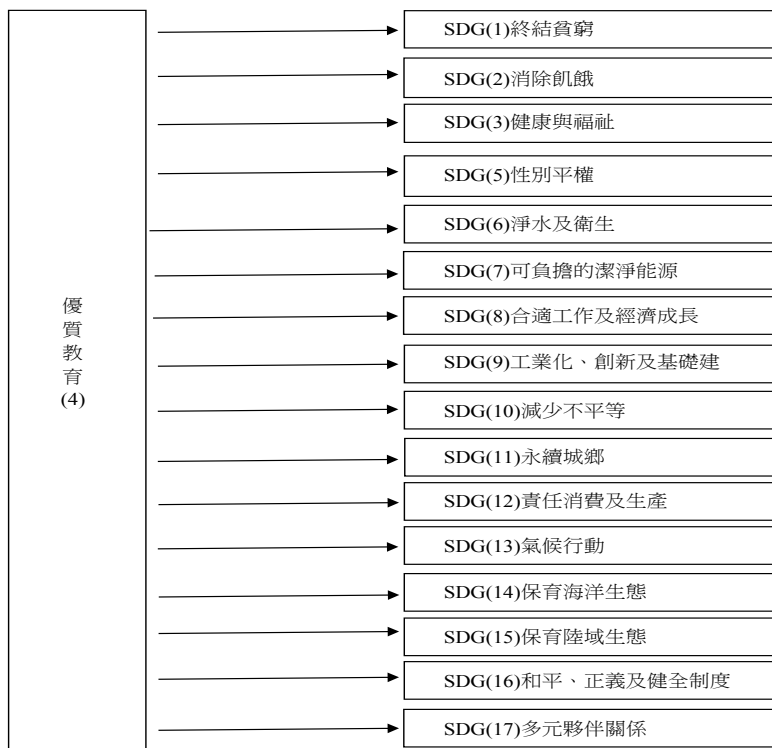 SDG(1)終結貧窮
SDG(2)消除飢餓
SDG(3)健康與福祉
SDG(5)性別平權
SDG(6)淨水及衛生
SDG(7)可負擔的潔淨能源
SDG(8)合適工作及經濟成長
SDG(9)工業化、創新及基礎建
SDG(10)減少不平等
SDG(11)永續城鄉
SDG(12)責任消費及生產
SDG(13)氣候行動
SDG(14)保育海洋生態
SDG(15)保育陸域生態
SDG(16)和平、正義及健全制度
SDG(17)多元夥伴關係
優
質
教
育
(4)